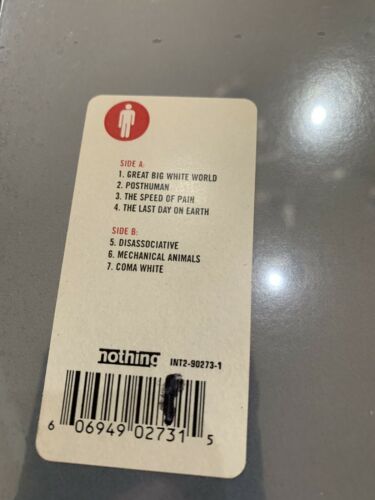 SIDE A:
1. GREAT BIG WHITE WORLD
2. POSTHUMAN
3. THE SPEED OF PAIN
4. THE LAST DAY ON EARTH
SIDE B:
5. DISASSOCIATIVE
6. MECHANICAL ANIMALS
7. COMA WHITE
nothing INT2-90273-1
6 06949 02731 5